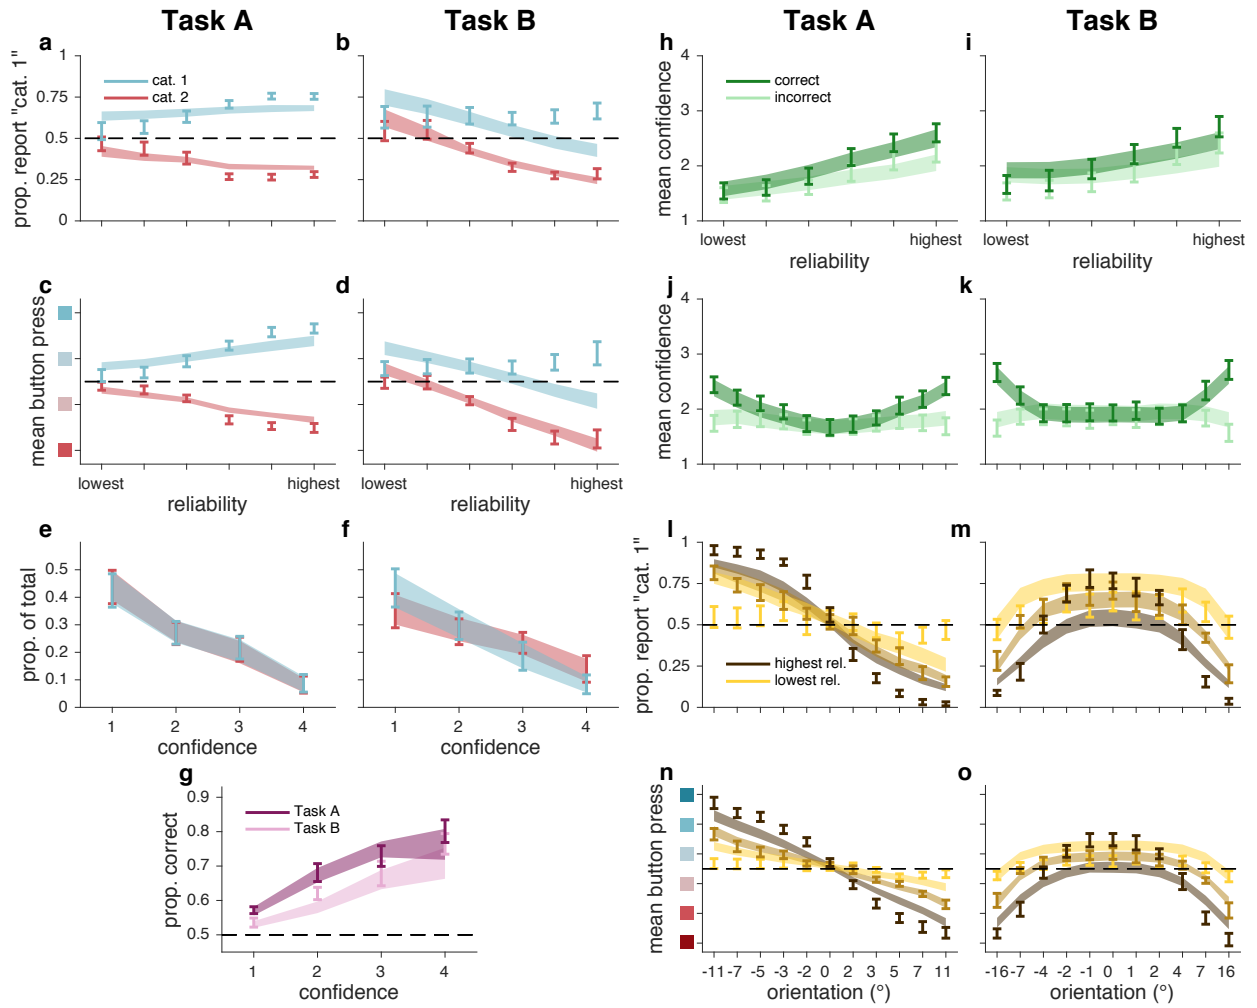 Task A
Task B
Task A
Task B
a
b
h
i
prop. report "cat. 1"
1
0.75
0.5
0.25
0
cat. 1
cat. 2
mean confidence
4
3
2
1
correct
incorrect
lowest
highest
reliability
lowest
highest
reliability
c
d
j
k
mean button press
lowest
highest
reliability
lowest
highest
reliability
mean confidence
4
3
2
1
e
f
l
m
prop. of total
0.5
0.4
0.3
0.2
0.1
0
1 2 3 4
confidence
1 2 3 4
confidence
prop. report "cat. 1"
1
0.75
0.5
0.25
0
highest rel.
lowest rel.
g
n
o
prop. correct
0.9
0.8
0.7
0.6
0.5
Task A
Task B
1 2 3 4
confidence
mean button press
-11 -7 -5 -3 -2 0 2 3 5 7 11
orientation (°)
-16 -7 -4 -2 -1 0 1 2 4 7 16
orientation (°)